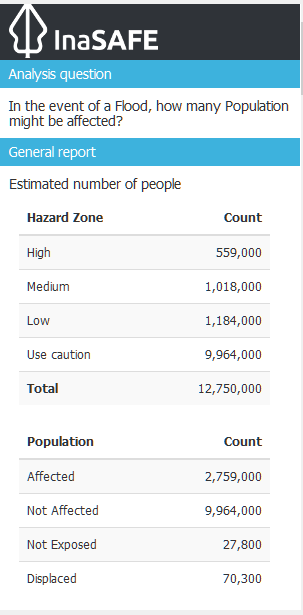 InaSAFE
Analysis question
In the event of a Flood, how many Population
might be affected?
General report
Estimated number of people
Hazard Zone Count
High 559,000
Medium 1,018,000
Low 1,184,000
Use caution 9,964,000
Total 12,750,000
Population Count
Affected 2,759,000
Not Affected 9,964,000
Not Exposed 27,800
Displaced 70,300